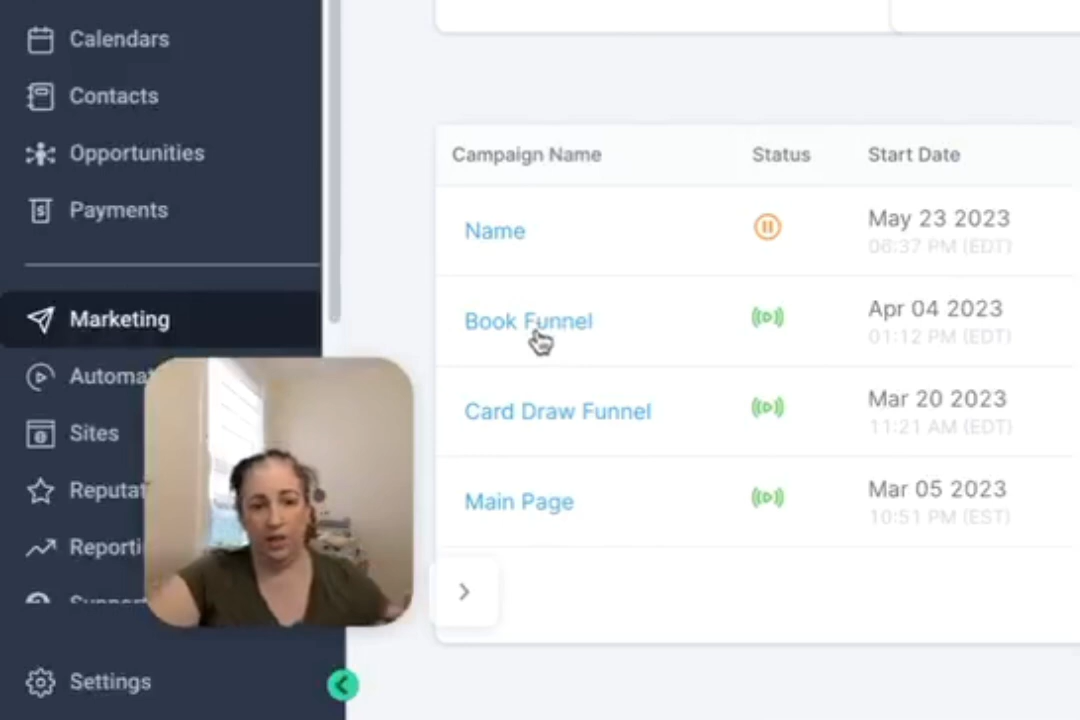 Calendars
Contacts
Opportunities
Payments
Marketing
Automat
Sites
Reputat
Reporti
Support
Settings
Campaign Name Status Start Date
Name May 23 2023
06:37 PM (EDT)
Book Funnel Apr 04 2023
01:12 PM (EDT)
Card Draw Funnel Mar 20 2023
11:21 AM (EDT)
Main Page Mar 05 2023
10:51 PM (EST)